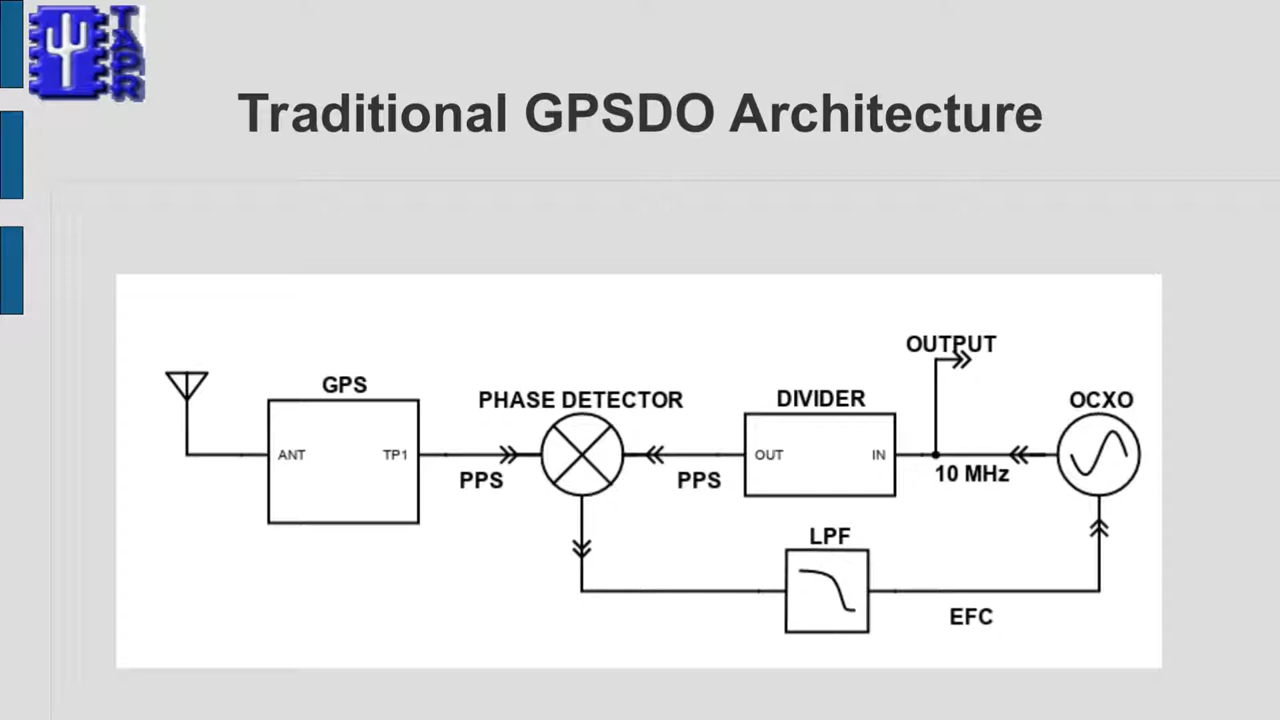 TAPR
Traditional GPSDO Architecture
OUTPUT
GPS
PHASE DETECTOR
DIVIDER
OCXO
ANT
TP1
OUT
IN
PPS
PPS
10 MHz
LPF
EFC